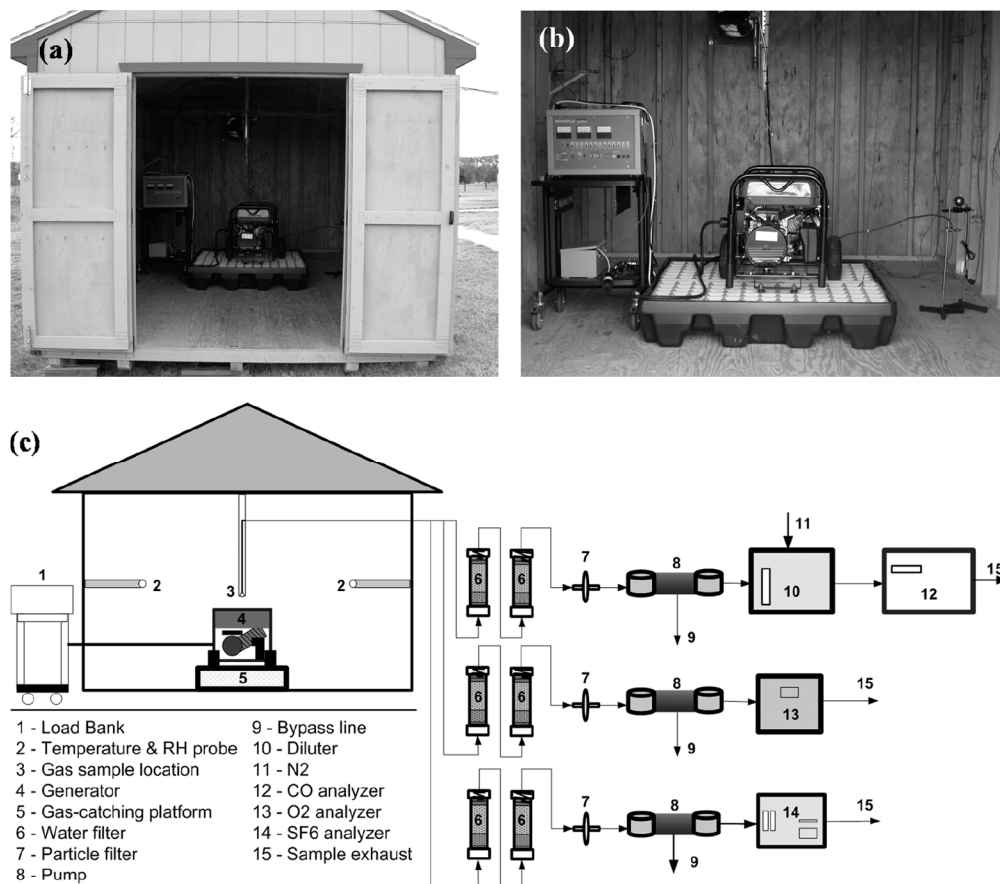 (a)
(b)
(c)
11
7
8
15
1
6
6
2
2
3
10
12
4
9
5
7
8
15
6
6
13
9
1 - Load Bank
2 - Temperature & RH probe
3 - Gas sample location
4 - Generator
5 - Gas-catching platform
6 - Water filter
7 - Particle filter
8 - Pump
9 - Bypass line
10 - Diluter
11 - N2
12 - CO analyzer
13 - O2 analyzer
14 - SF6 analyzer
15 - Sample exhaust
7
8
14
15
6
6
9